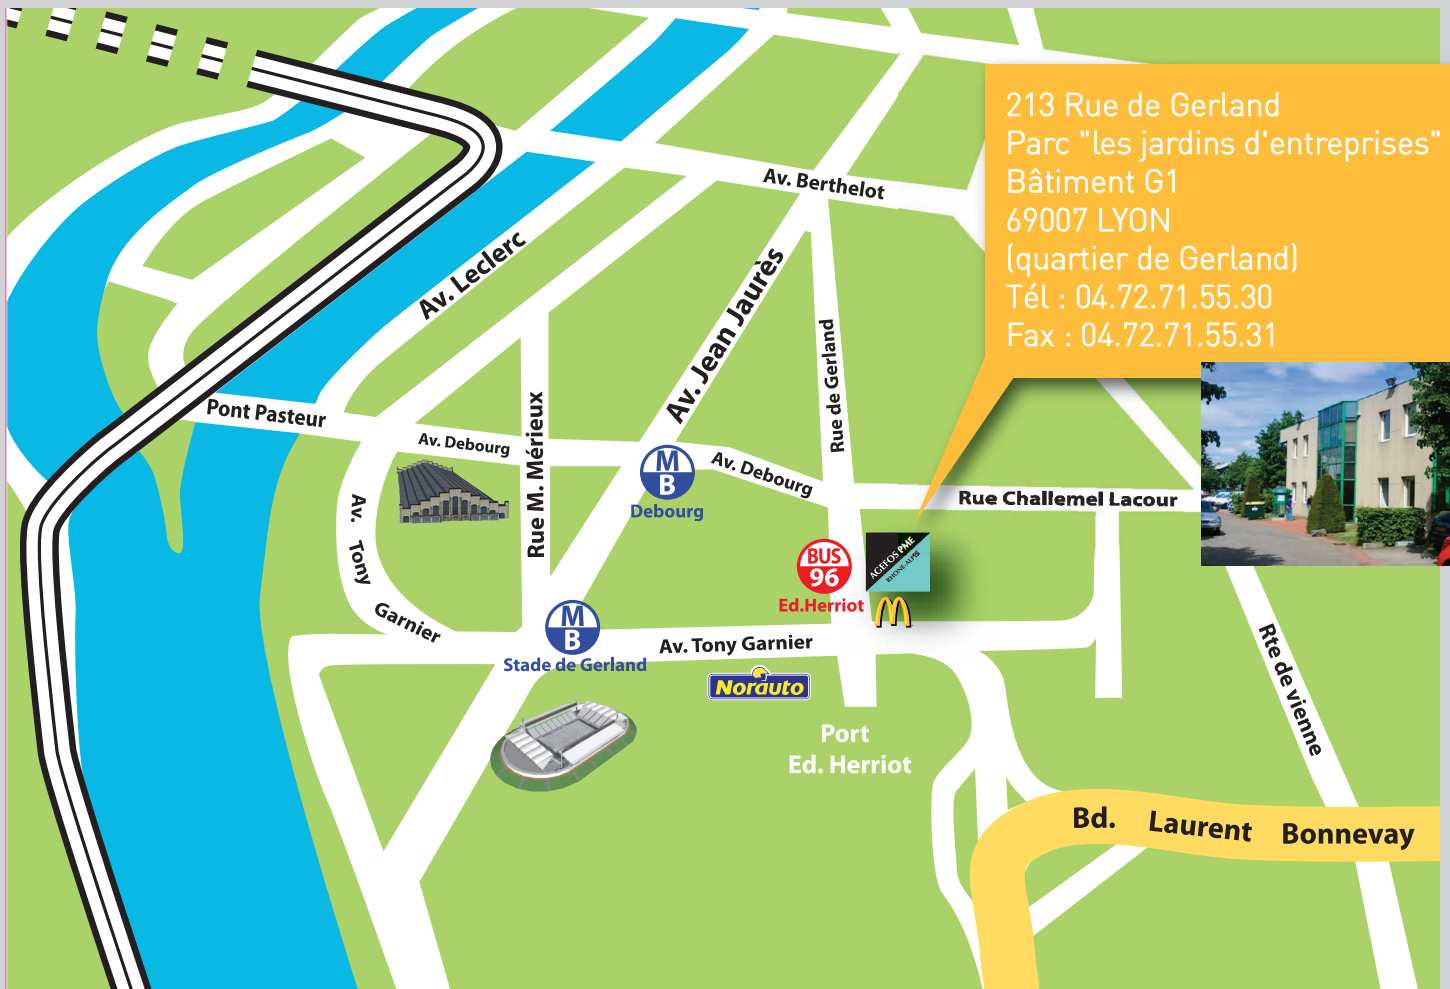 213 Rue de Gerland
Parc "les jardins d'entreprises"
Bâtiment G1
69007 LYON
(quartier de Gerland)
Tél : 04.72.71.55.30
Fax : 04.72.71.55.31
Av. Berthelot
Av. Leclerc
Av. Jean Jaurès
Rue de Gerland
Pont Pasteur
Av. Debourg
Rue M. Mérieux
M
B
Debourg
Av. Debourg
Rue Challemel Lacour
Av. Tony Garnier
BUS
96
Ed.Herriot
AGEFOS PME
RHONE-ALPES
M
B
Stade de Gerland
Av. Tony Garnier
Norauto
Port
Ed. Herriot
Rte de vienne
Bd. Laurent Bonnevay